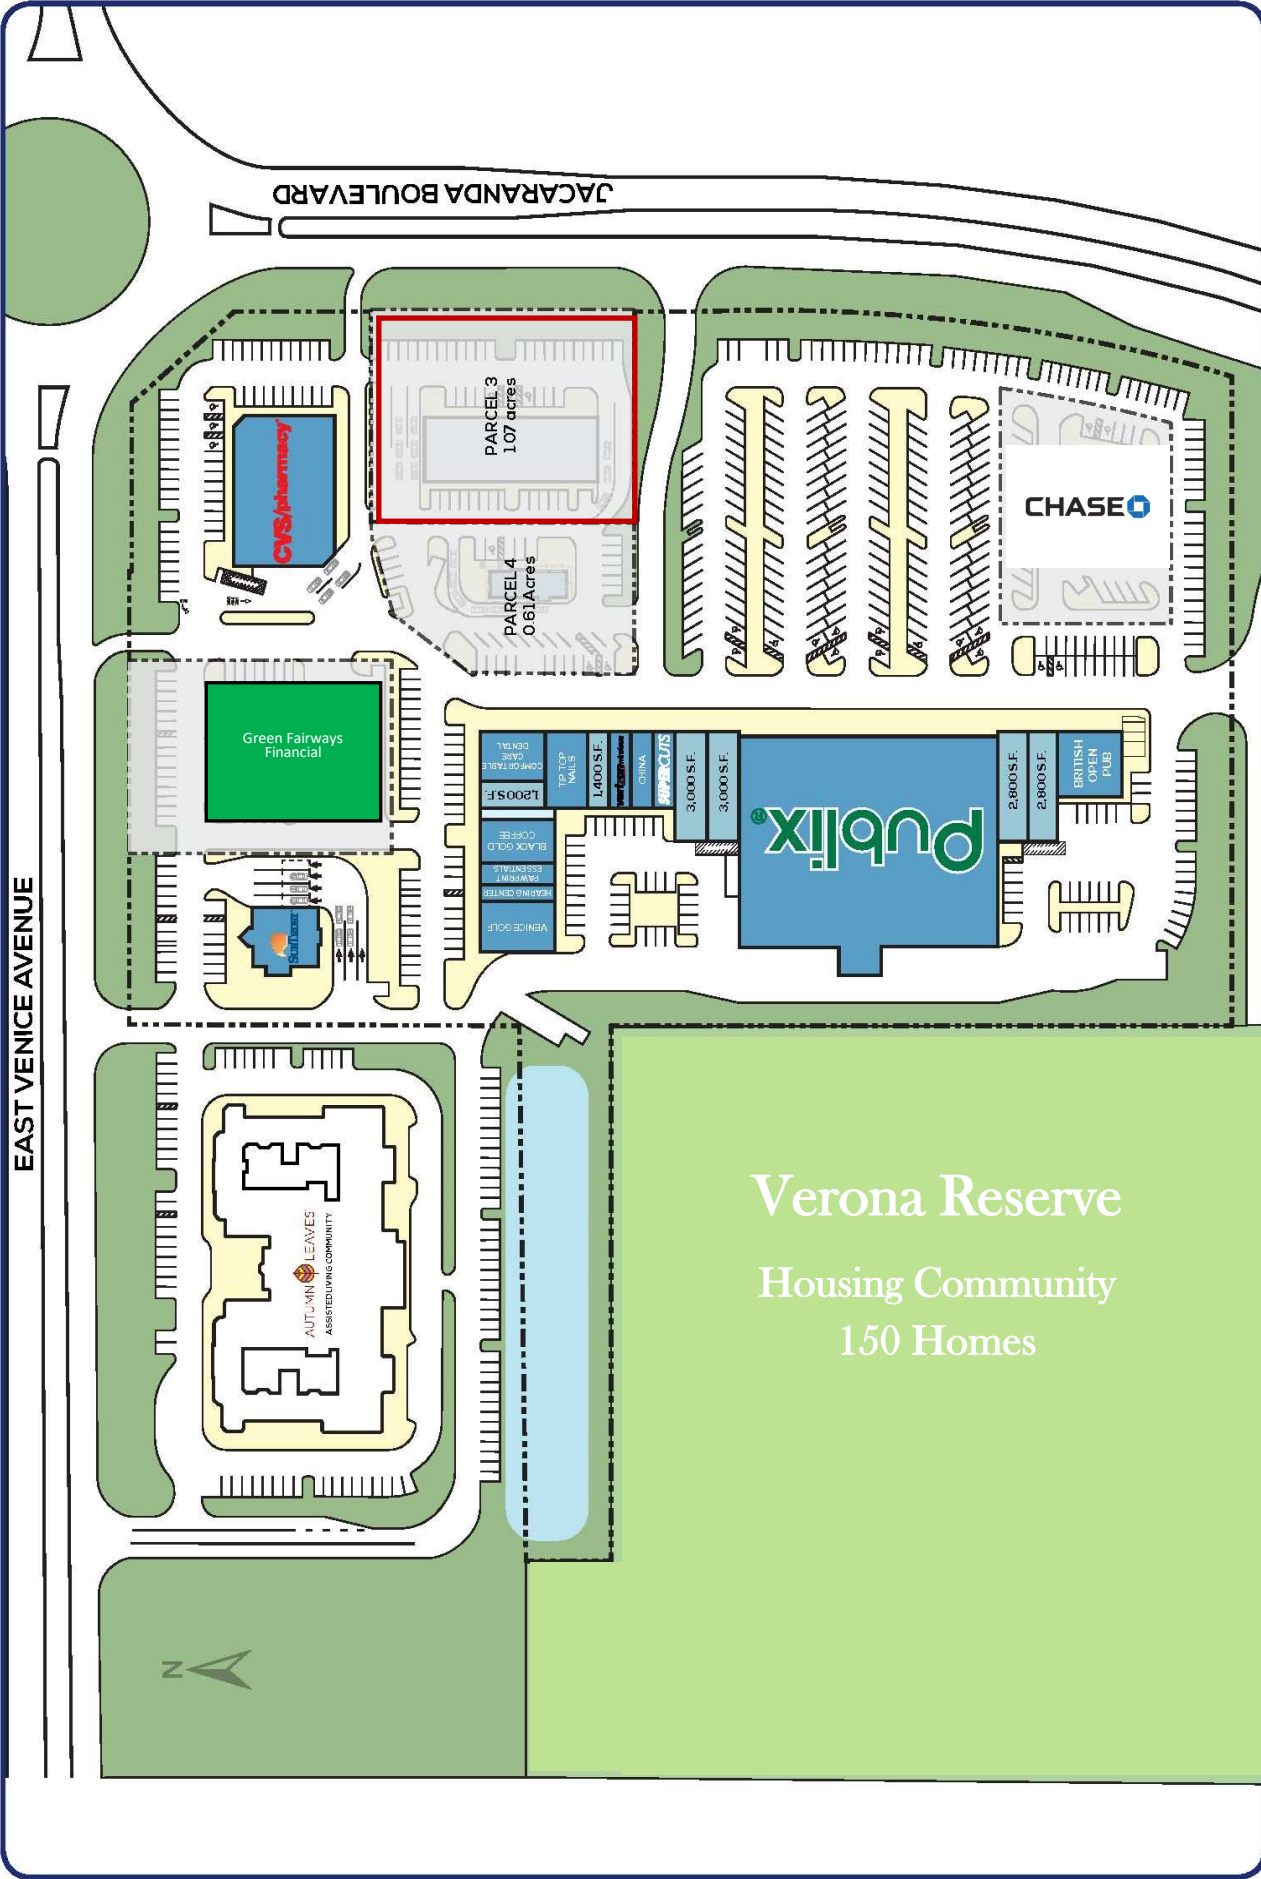 JACARANDA BOULEVARD
EAST VENICE AVENUE
CVS/pharmacy
PARCEL 3
1.07 acres
PARCEL 4
0.61 Acres
CHASE
Green Fairways
Financial
COMFORTABLE
CARE
DENTAL
1,200 S.F.
TIP TOP
NAILS
1,400 S.F.
verizon
CHINA
SUPERCUTS
3,000 S.F.
3,000 S.F.
Publix®
2,800 S.F.
2,800 S.F.
BRITISH
OPEN
PUB
BLACK GOLD
COFFEE
PAWPRINT
ESSENTIALS
HEARING CENTER
VENICE GOLF
SUNTRUST
AUTUMN LEAVES
ASSISTED LIVING COMMUNITY
Verona Reserve
Housing Community
150 Homes
N